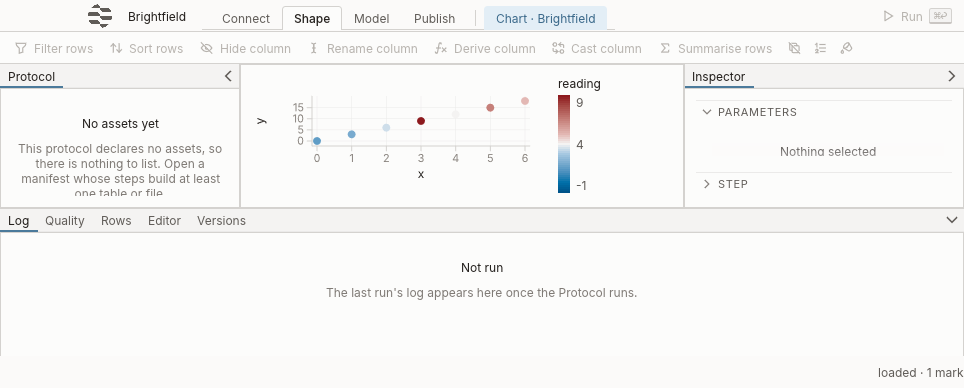 Brightfield
Connect
Shape
Model
Publish
Chart · Brightfield
Run
Filter rows
Sort rows
Hide column
Rename column
Derive column
Cast column
Summarise rows
Protocol
No assets yet
This protocol declares no assets, so
there is nothing to list. Open a
manifest whose steps build at least
one table or file.
y
15
10
5
0
0 1 2 3 4 5 6
x
reading
9
4
-1
Inspector
PARAMETERS
Nothing selected
STEP
Log
Quality
Rows
Editor
Versions
Not run
The last run's log appears here once the Protocol runs.
loaded · 1 mark